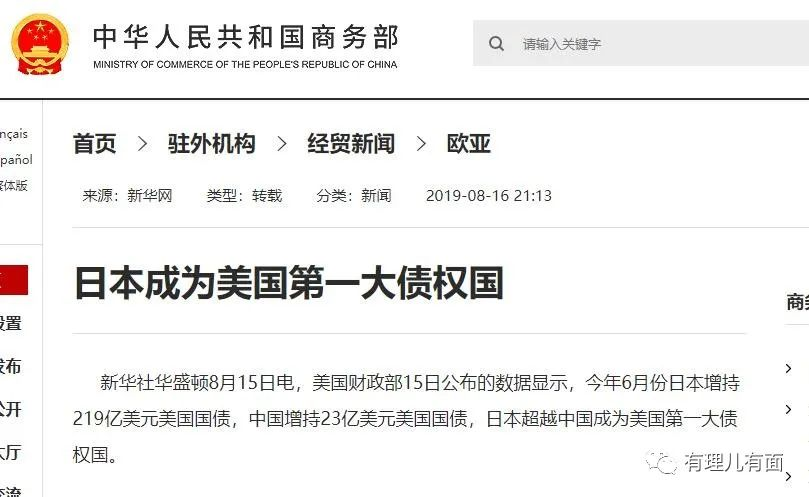 中华人民共和国商务部
MINISTRY OF COMMERCE OF THE PEOPLE'S REPUBLIC OF CHINA
请输入关键字
nçais
pañol
体版
首页 > 驻外机构 > 经贸新闻 > 欧亚
来源：新华网 类型：转载 分类：新闻 2019-08-16 21:13
日本成为美国第一大债权国
商务
设置
发布
公开
大厅
交流
新华社华盛顿8月15日电，美国财政部15日公布的数据显示，今年6月份日本增持
219亿美元美国国债，中国增持23亿美元美国国债，日本超越中国成为美国第一大债
权国。
有理儿有面